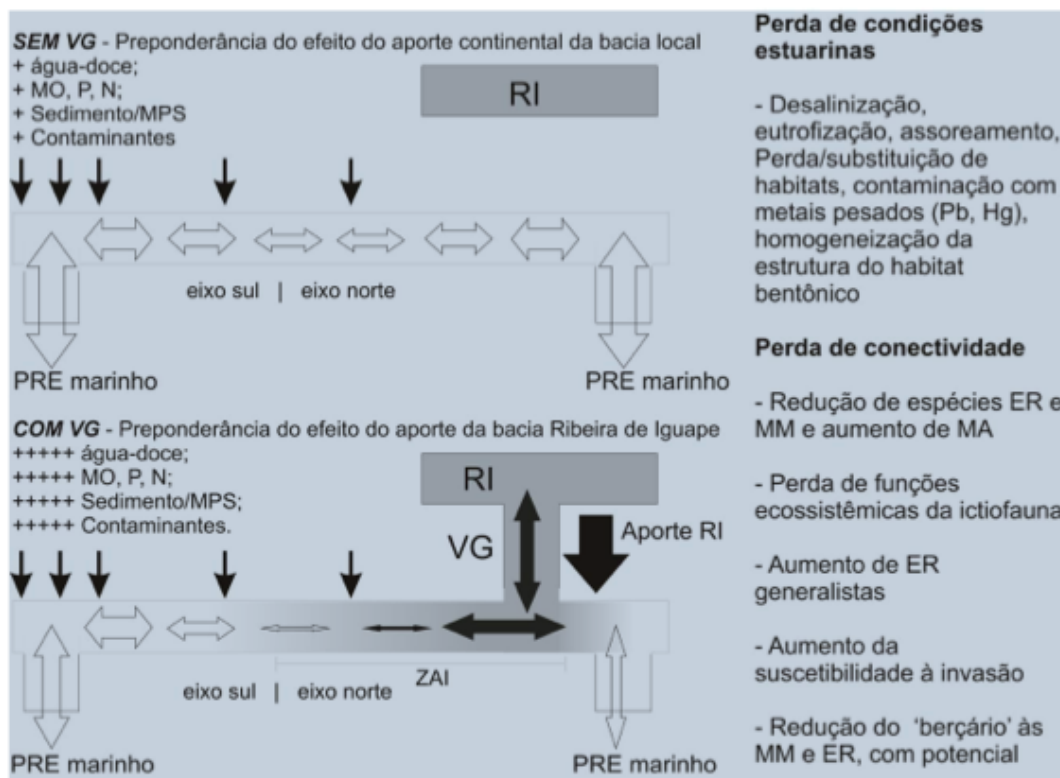 SEM VG - Preponderância do efeito do aporte continental da bacia local
+ água-doce;
+ MO, P, N;
+ Sedimento/MPS
+ Contaminantes
RI
eixo sul | eixo norte
PRE marinho
PRE marinho
COM VG - Preponderância do efeito do aporte da bacia Ribeira de Iguape
+++++ água-doce;
+++++ MO, P, N;
+++++ Sedimento/MPS;
+++++ Contaminantes.
RI
VG
Aporte RI
ZAI
eixo sul | eixo norte
PRE marinho
PRE marinho
Perda de condições
estuarinas
- Desalinização,
eutrofização, assoreamento,
Perda/substituição de
habitats, contaminação com
metais pesados (Pb, Hg),
homogeneização da
estrutura do habitat
bentônico
Perda de conectividade
- Redução de espécies ER e
MM e aumento de MA
- Perda de funções
ecossistêmicas da ictiofauna
- Aumento de ER
generalistas
- Aumento da
suscetibilidade à invasão
- Redução do 'berçário' às
MM e ER, com potencial